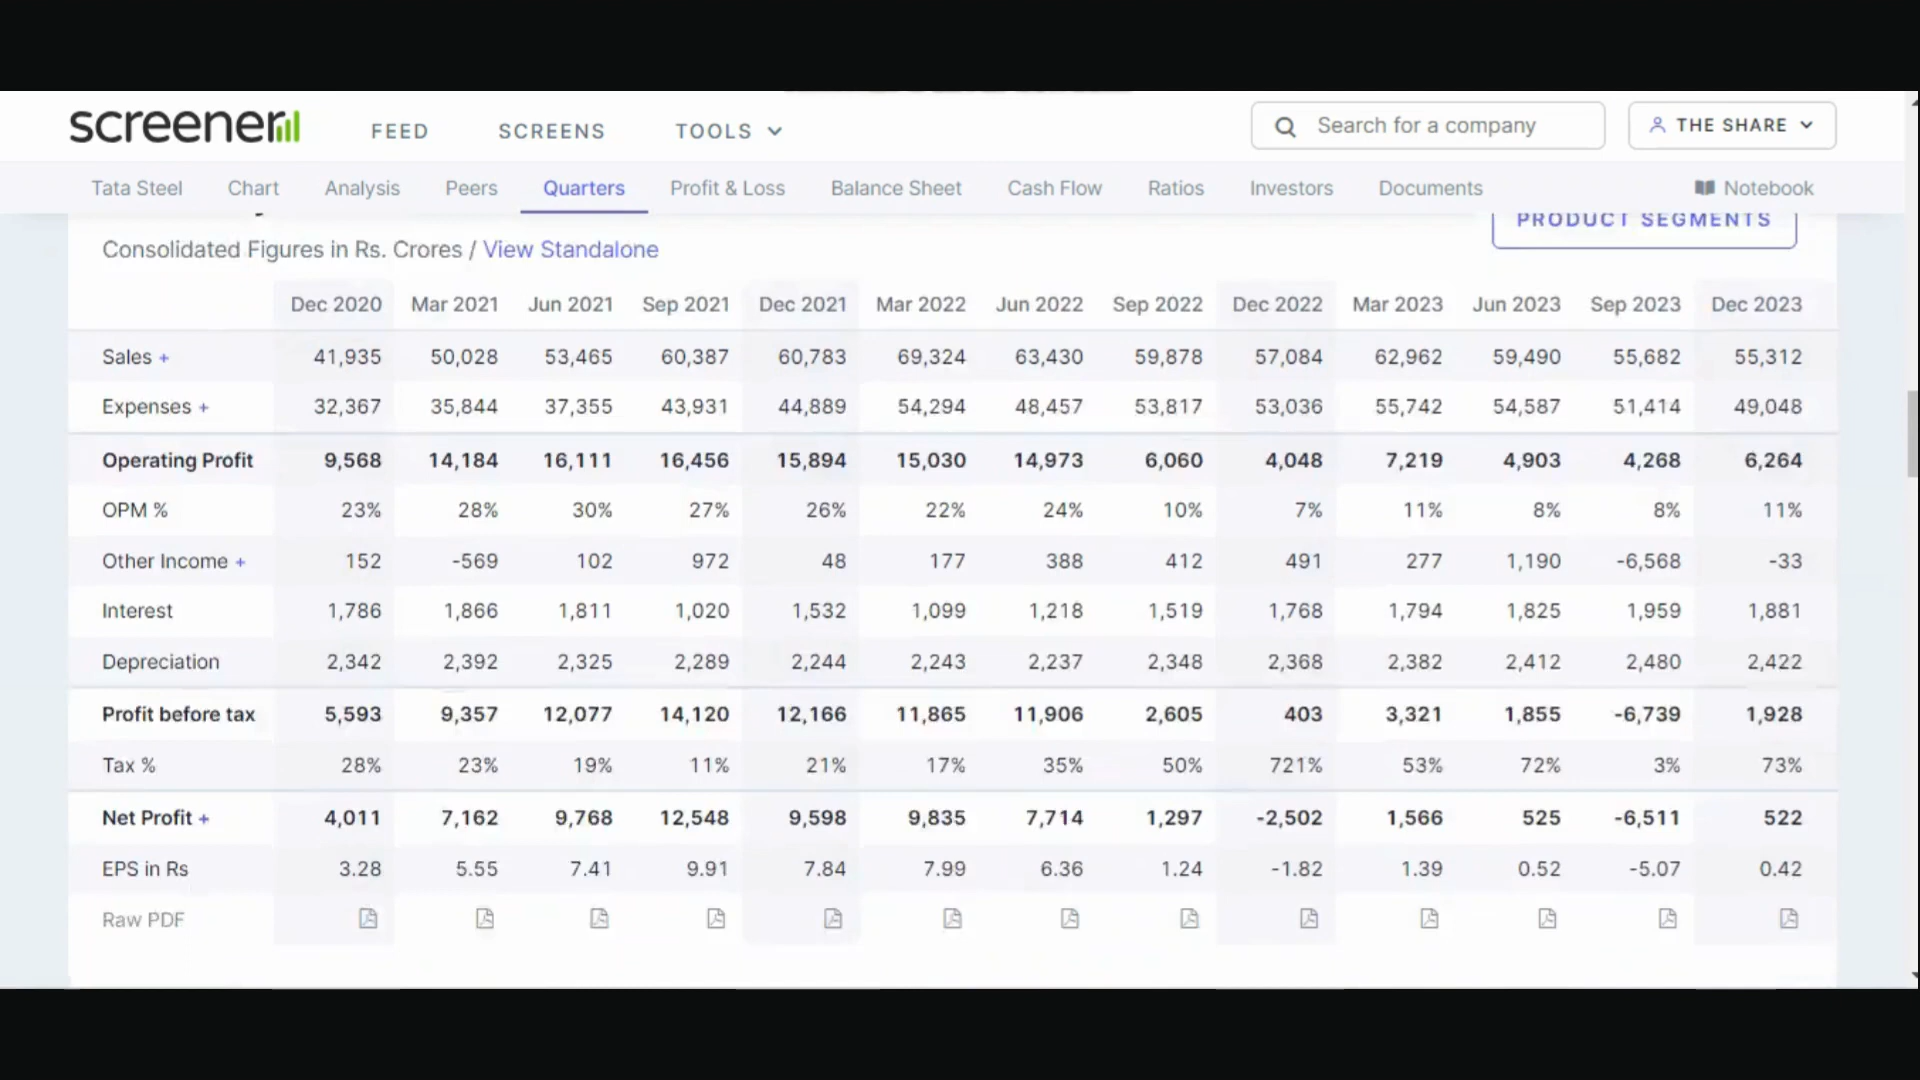 screener FEED SCREENS TOOLS Search for a company THE SHARE
Tata Steel Chart Analysis Peers Quarters Profit & Loss Balance Sheet Cash Flow Ratios Investors Documents Notebook
PRODUCT SEGMENTS
Consolidated Figures in Rs. Crores / View Standalone
Dec 2020 Mar 2021 Jun 2021 Sep 2021 Dec 2021 Mar 2022 Jun 2022 Sep 2022 Dec 2022 Mar 2023 Jun 2023 Sep 2023 Dec 2023
Sales + 41,935 50,028 53,465 60,387 60,783 69,324 63,430 59,878 57,084 62,962 59,490 55,682 55,312
Expenses + 32,367 35,844 37,355 43,931 44,889 54,294 48,457 53,817 53,036 55,742 54,587 51,414 49,048
Operating Profit 9,568 14,184 16,111 16,456 15,894 15,030 14,973 6,060 4,048 7,219 4,903 4,268 6,264
OPM % 23% 28% 30% 27% 26% 22% 24% 10% 7% 11% 8% 8% 11%
Other Income + 152 -569 102 972 48 177 388 412 491 277 1,190 -6,568 -33
Interest 1,786 1,866 1,811 1,020 1,532 1,099 1,218 1,519 1,768 1,794 1,825 1,959 1,881
Depreciation 2,342 2,392 2,325 2,289 2,244 2,243 2,237 2,348 2,368 2,382 2,412 2,480 2,422
Profit before tax 5,593 9,357 12,077 14,120 12,166 11,865 11,906 2,605 403 3,321 1,855 -6,739 1,928
Tax % 28% 23% 19% 11% 21% 17% 35% 50% 721% 53% 72% 3% 73%
Net Profit + 4,011 7,162 9,768 12,548 9,598 9,835 7,714 1,297 -2,502 1,566 525 -6,511 522
EPS in Rs 3.28 5.55 7.41 9.91 7.84 7.99 6.36 1.24 -1.82 1.39 0.52 -5.07 0.42
Raw PDF